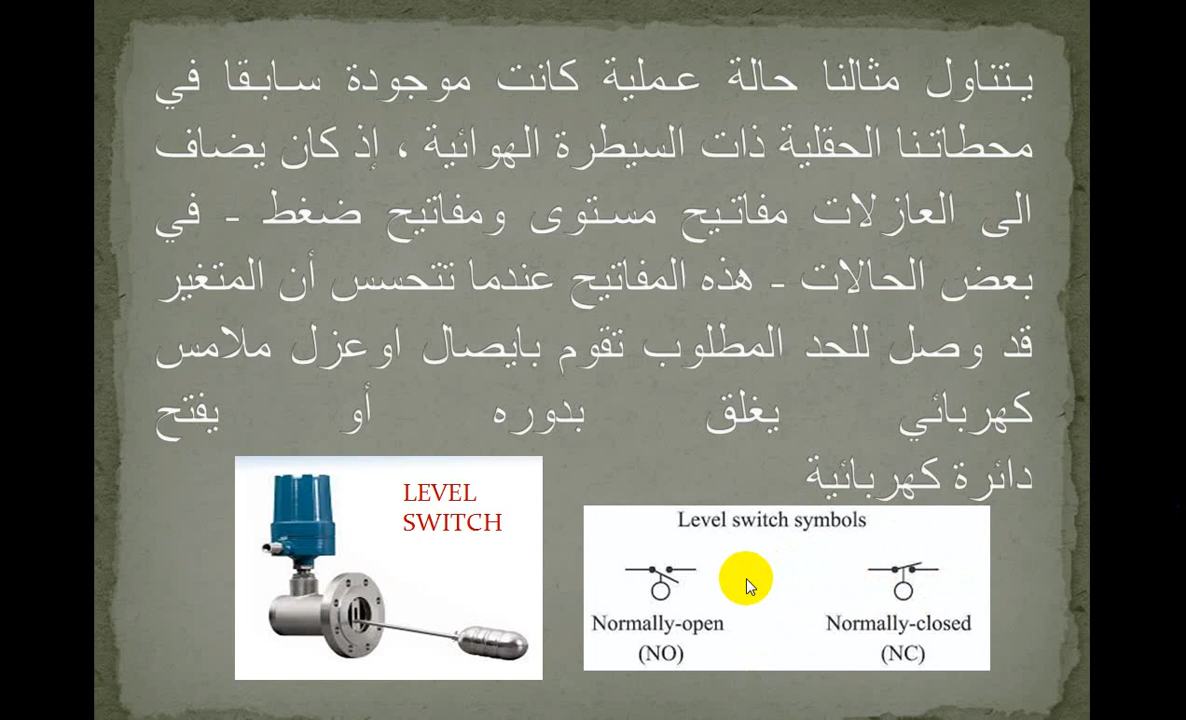 يتناول مثالنا حالة عملية كانت موجودة سابقا في
محطاتنا الحقلية ذات السيطرة الهوائية ، إذ كان يضاف
الى العازلات مفاتيح مستوى ومفاتيح ضغط - في
بعض الحالات - هذه المفاتيح عندما تتحسس أن المتغير
قد وصل للحد المطلوب تقوم بايصال اوعزل ملامس
كهربائي يغلق بدوره أو يفتح
دائرة كهربائية
LEVEL
SWITCH
Level switch symbols
Normally-open
(NO)
Normally-closed
(NC)